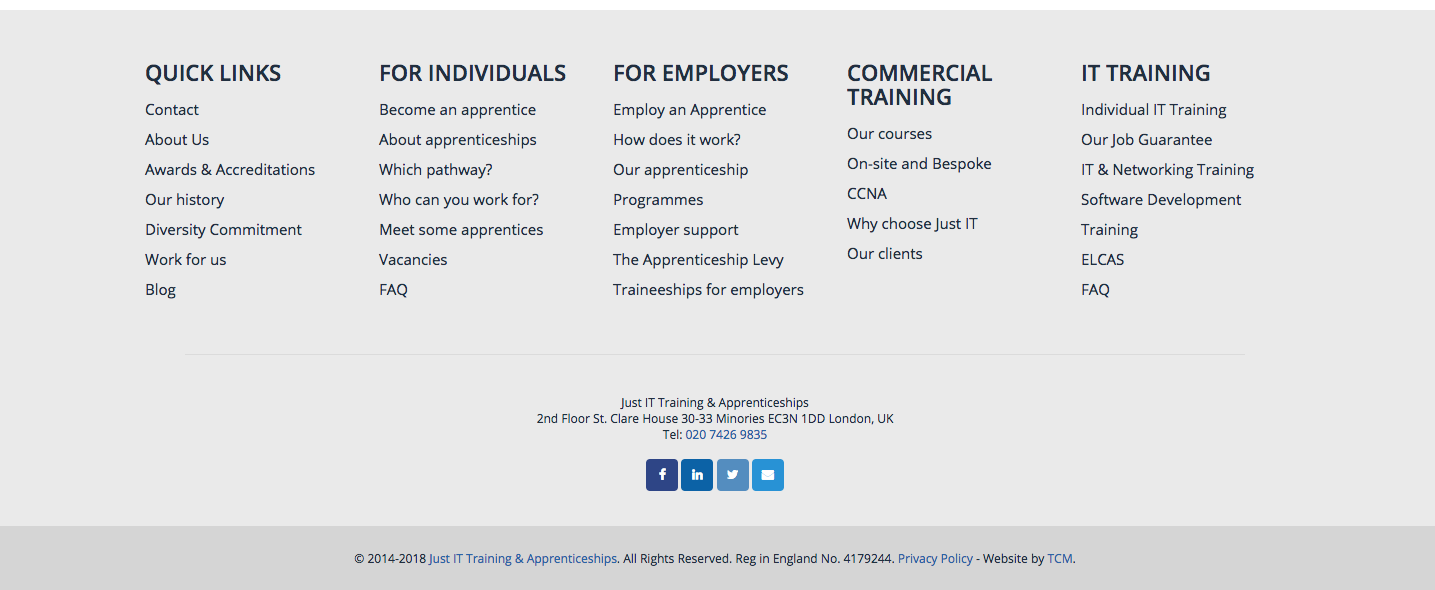 QUICK LINKS
Contact
About Us
Awards & Accreditations
Our history
Diversity Commitment
Work for us
Blog
FOR INDIVIDUALS
Become an apprentice
About apprenticeships
Which pathway?
Who can you work for?
Meet some apprentices
Vacancies
FAQ
FOR EMPLOYERS
Employ an Apprentice
How does it work?
Our apprenticeship
Programmes
Employer support
The Apprenticeship Levy
Traineeships for employers
COMMERCIAL
TRAINING
Our courses
On-site and Bespoke
CCNA
Why choose Just IT
Our clients
IT TRAINING
Individual IT Training
Our Job Guarantee
IT & Networking Training
Software Development
Training
ELCAS
FAQ
Just IT Training & Apprenticeships
2nd Floor St. Clare House 30-33 Minories EC3N 1DD London, UK
Tel: 020 7426 9835
© 2014-2018 Just IT Training & Apprenticeships. All Rights Reserved. Reg in England No. 4179244. Privacy Policy - Website by TCM.